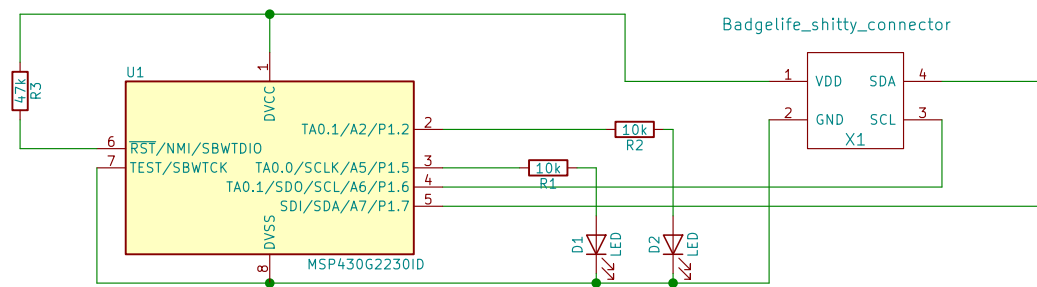 Badgelife_shitty_connector
U1
1
DVCC
47k
R3
1
VDD
SDA
4
2
GND
SCL
3
X1
TA0.1/A2/P1.2
2
10k
R2
6
RST/NMI/SBWTDIO
7
TEST/SBWTCK
TA0.0/SCLK/A5/P1.5
3
10k
R1
TA0.1/SDO/SCL/A6/P1.6
4
SDI/SDA/A7/P1.7
5
DVSS
8
MSP430G2230ID
D1
LED
D2
LED